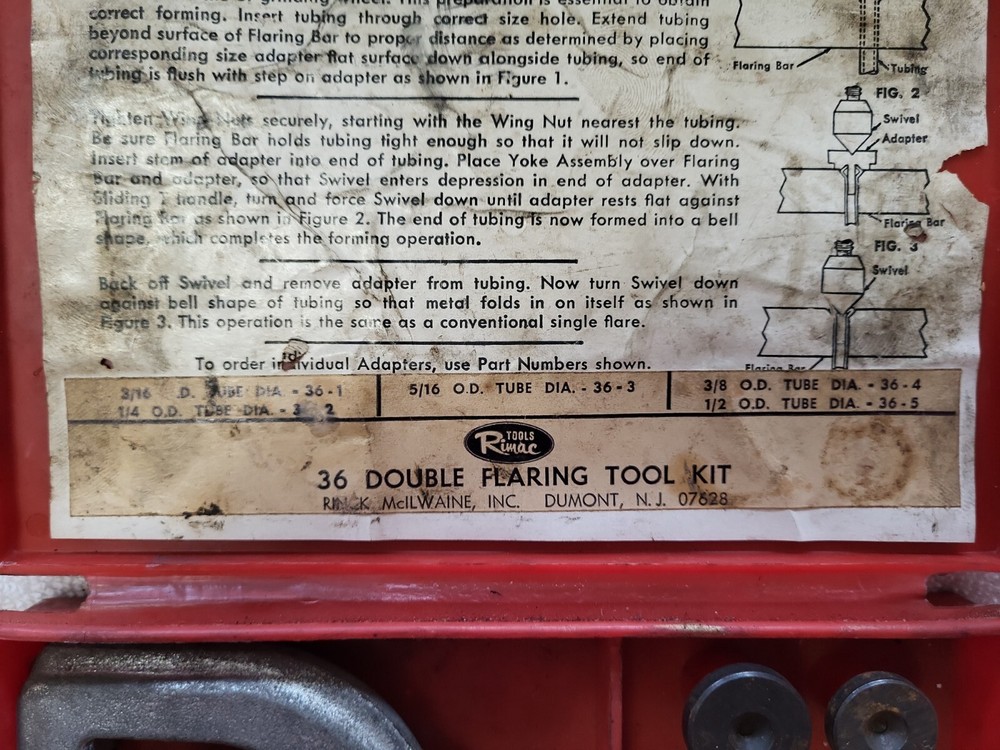 correct forming. Insert tubing through correct size hole. Extend tubing
beyond surface of Flaring Bar to proper distance as determined by placing
corresponding size adapter flat surface down alongside tubing, so end of
tubing is flush with step on adapter as shown in Figure 1.
Flaring Bar
Tubing
Tighten Wing Nuts securely, starting with the Wing Nut nearest the tubing.
Be sure Flaring Bar holds tubing tight enough so that it will not slip down.
Insert stem of adapter into end of tubing. Place Yoke Assembly over Flaring
Bar and adapter, so that Swivel enters depression in end of adapter. With
Sliding T handle, turn and force Swivel down until adapter rests flat against
Flaring Bar as shown in Figure 2. The end of tubing is now formed into a bell
shape, which completes the forming operation.
FIG. 2
Swivel
Adapter
Flaring Bar
Back off Swivel and remove adapter from tubing. Now turn Swivel down
against bell shape of tubing so that metal folds in on itself as shown in
Figure 3. This operation is the same as a conventional single flare.
FIG. 3
Swivel
Flaring Bar
To order individual Adapters, use Part Numbers shown.
3/16 O.D. TUBE DIA. - 36-1
1/4 O.D. TUBE DIA. - 36-2
5/16 O.D. TUBE DIA. - 36-3
3/8 O.D. TUBE DIA. - 36-4
1/2 O.D. TUBE DIA. - 36-5
TOOLS
Rimac
36 DOUBLE FLARING TOOL KIT
RINCK McILWAINE, INC. DUMONT, N.J. 07628